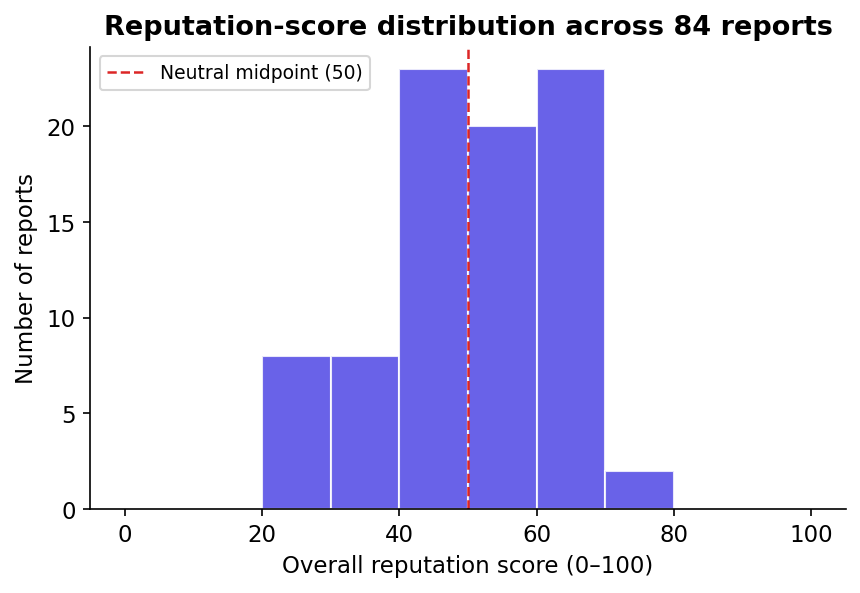 Reputation-score distribution across 84 reports
Neutral midpoint (50)
Number of reports
20
15
10
5
0
0 20 40 60 80 100
Overall reputation score (0–100)